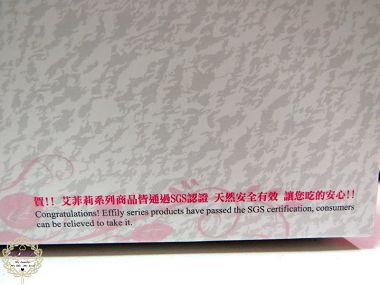 賀!! 艾菲莉系列商品皆通過SGS認證 天然安全有效 讓您吃的安心!!
Congratulations! Effily series products have passed the SGS certification, consumers
can be relieved to take it.